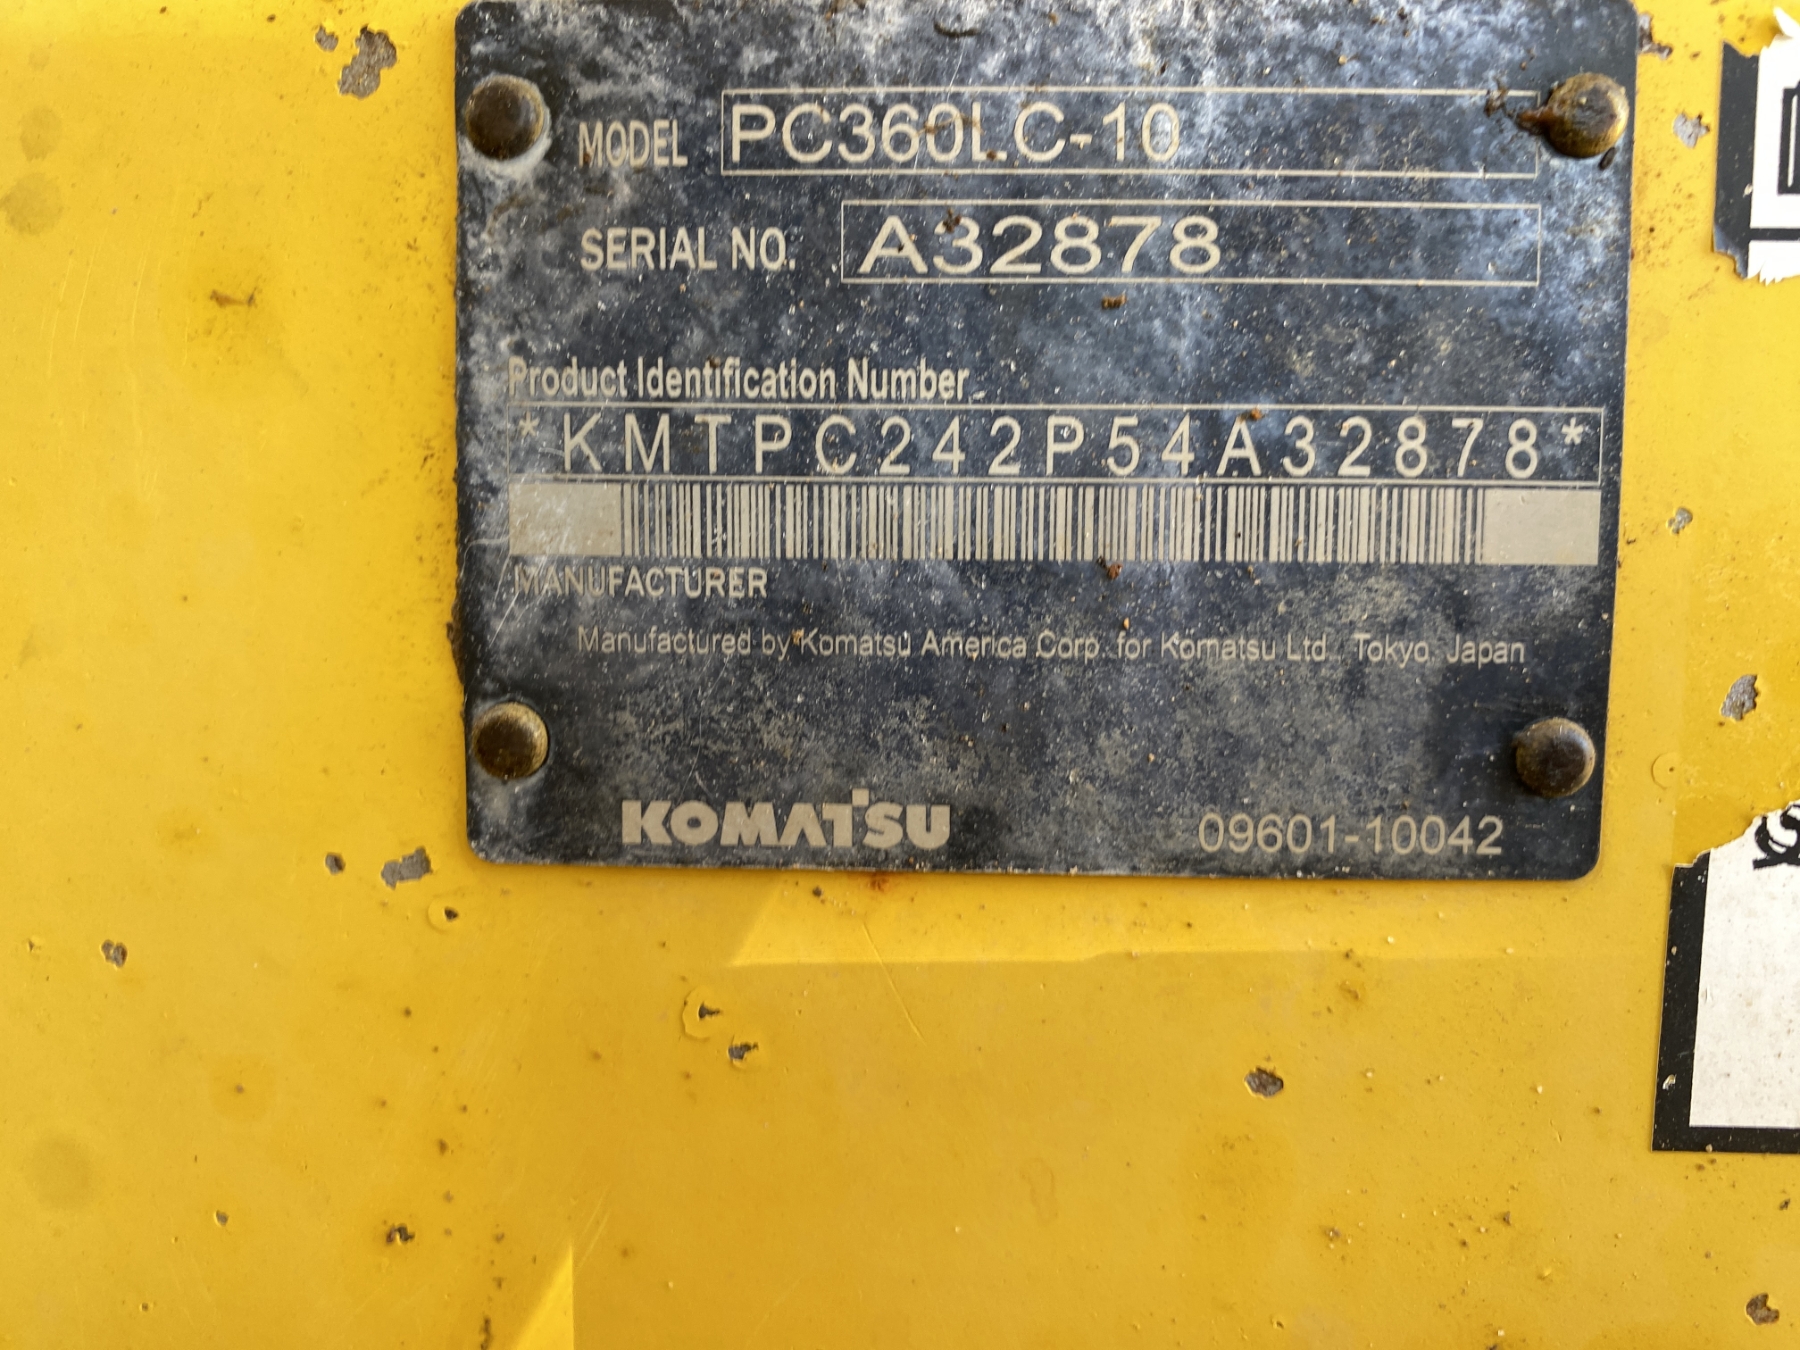 MODEL PC360LC-10
SERIAL NO. A32878
Product Identification Number
*KMTPC242P54A32878*
MANUFACTURER
Manufactured by Komatsu America Corp. for Komatsu Ltd. Tokyo, Japan
KOMATSU 09601-10042